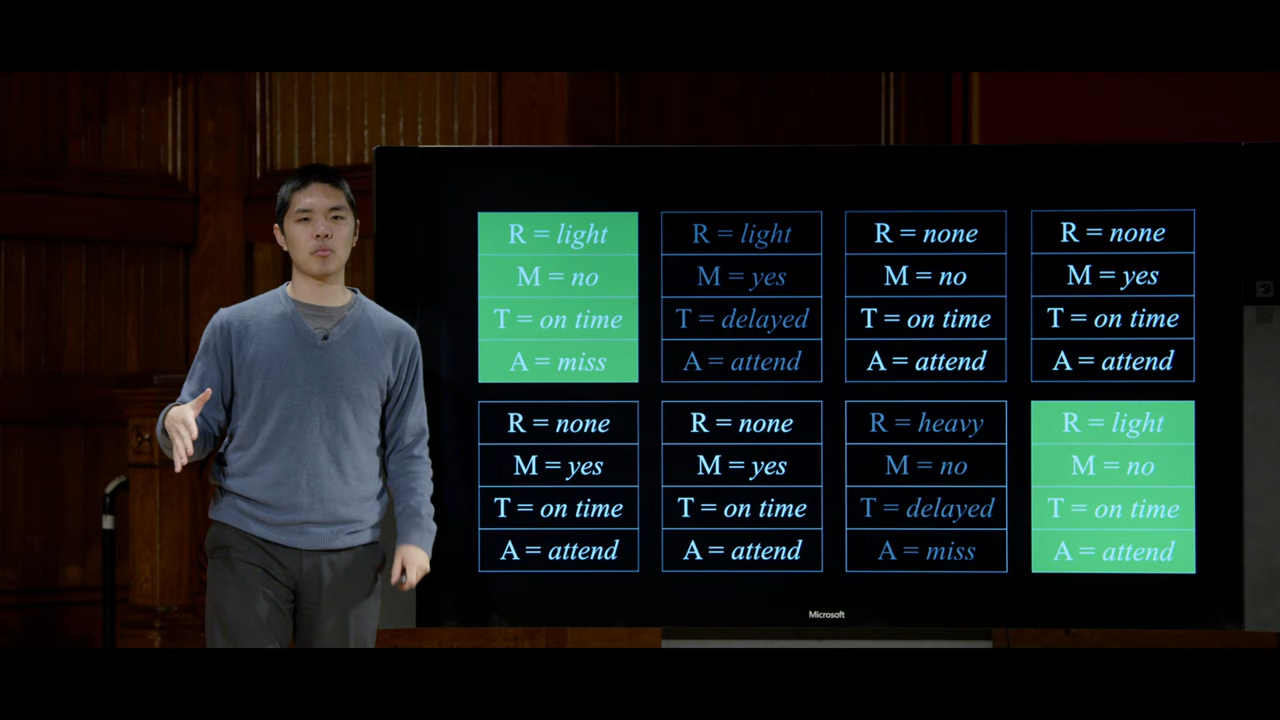 R = light
M = no
T = on time
A = miss
R = light
M = yes
T = delayed
A = attend
R = none
M = no
T = on time
A = attend
R = none
M = yes
T = on time
A = attend
R = none
M = yes
T = on time
A = attend
R = none
M = yes
T = on time
A = attend
R = heavy
M = no
T = delayed
A = miss
R = light
M = no
T = on time
A = attend
Microsoft